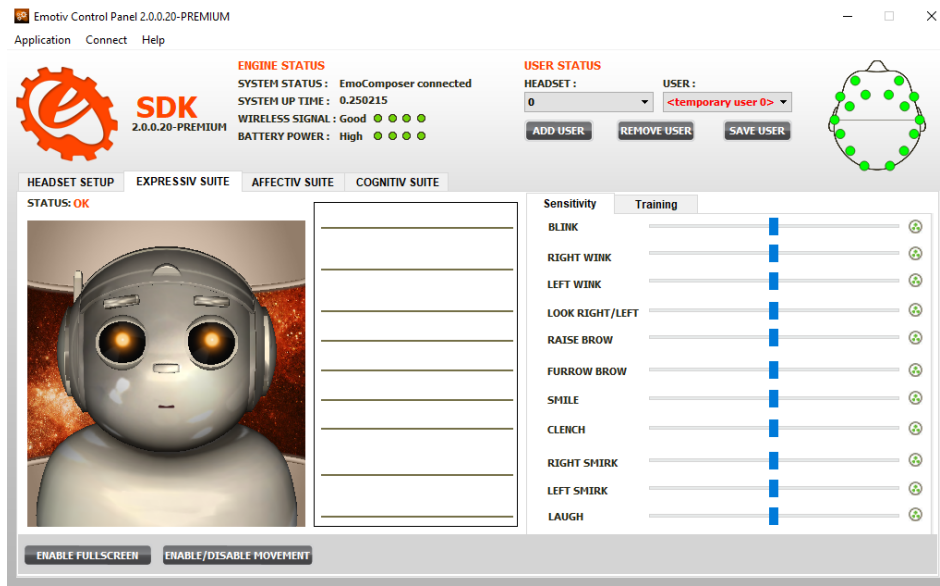 Emotiv Control Panel 2.0.0.20-PREMIUM
Application Connect Help
SDK
2.0.0.20-PREMIUM
ENGINE STATUS
SYSTEM STATUS : EmoComposer connected
SYSTEM UP TIME : 0.250215
WIRELESS SIGNAL : Good
BATTERY POWER : High
USER STATUS
HEADSET : USER :
0 <temporary user 0>
ADD USER REMOVE USER SAVE USER
HEADSET SETUP EXPRESSIV SUITE AFFECTIV SUITE COGNITIV SUITE
STATUS: OK
Sensitivity Training
BLINK
RIGHT WINK
LEFT WINK
LOOK RIGHT/LEFT
RAISE BROW
FURROW BROW
SMILE
CLENCH
RIGHT SMIRK
LEFT SMIRK
LAUGH
ENABLE FULLSCREEN ENABLE/DISABLE MOVEMENT